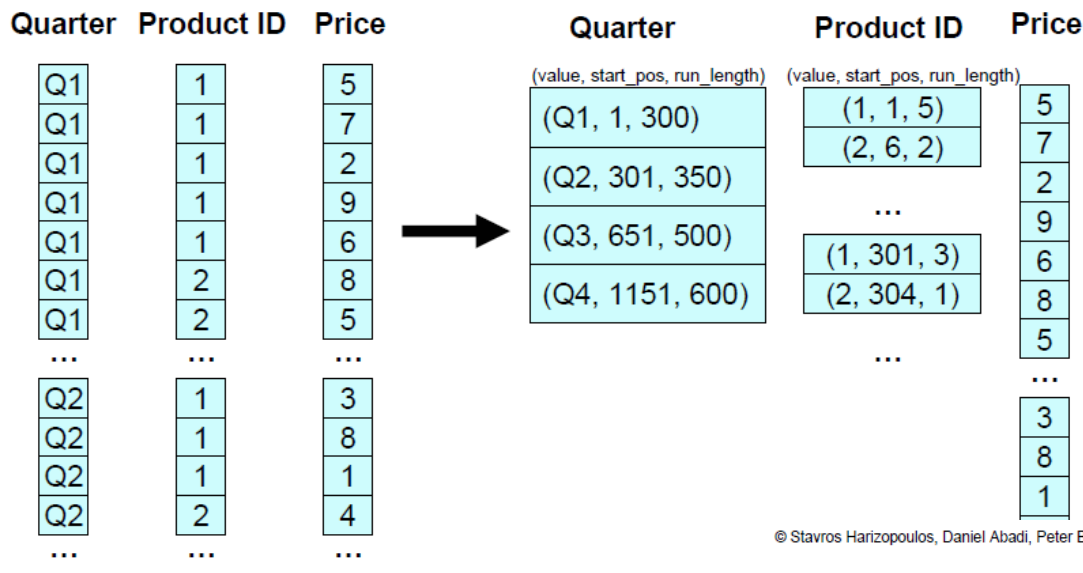 Quarter Product ID Price
Q1 1 5
Q1 1 7
Q1 1 2
Q1 1 9
Q1 1 6
Q1 2 8
Q1 2 5
... ... ...
Q2 1 3
Q2 1 8
Q2 1 1
Q2 2 4
... ... ...
Quarter Product ID Price
(value, start_pos, run_length) (value, start_pos, run_length)
(Q1, 1, 300)
(Q2, 301, 350)
(Q3, 651, 500)
(Q4, 1151, 600)
(1, 1, 5)
(2, 6, 2)
...
(1, 301, 3)
(2, 304, 1)
...
5
7
2
9
6
8
5
...
3
8
1
© Stavros Harizopoulos, Daniel Abadi, Peter